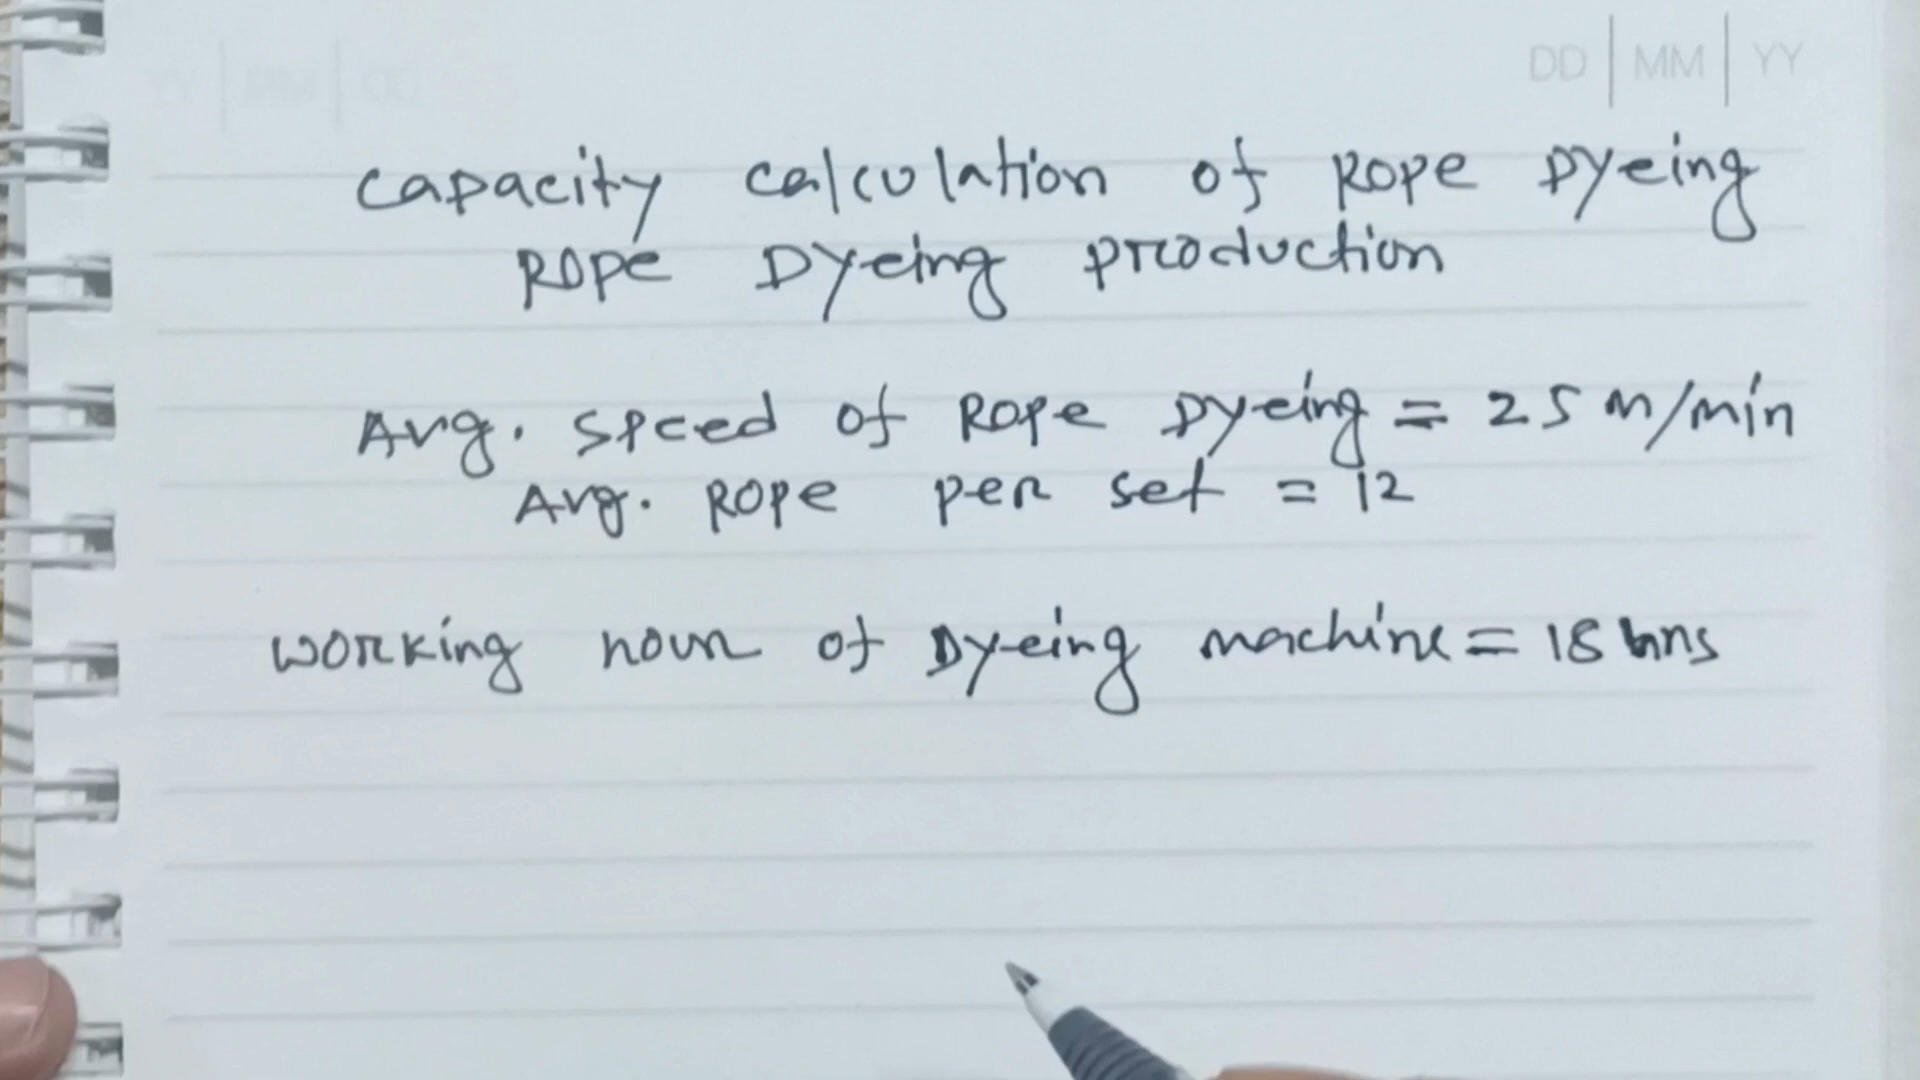 DD | MM | YY
Capacity calculation of Rope Dyeing
Rope Dyeing production
Avg. speed of Rope Dyeing = 25 m/min
Avg. Rope per set = 12
working hour of Dyeing machine = 18 hrs